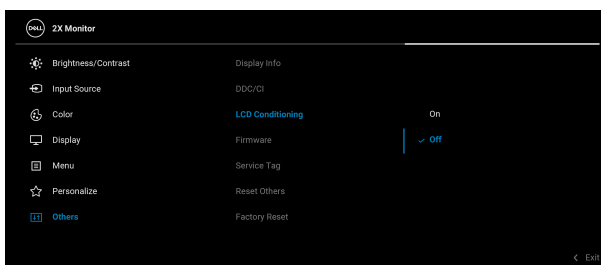 DELL 2X Monitor
Brightness/Contrast Display Info
Input Source DDC/CI
Color LCD Conditioning On
Display Firmware Off
Menu Service Tag
Personalize Reset Others
Others Factory Reset
Exit